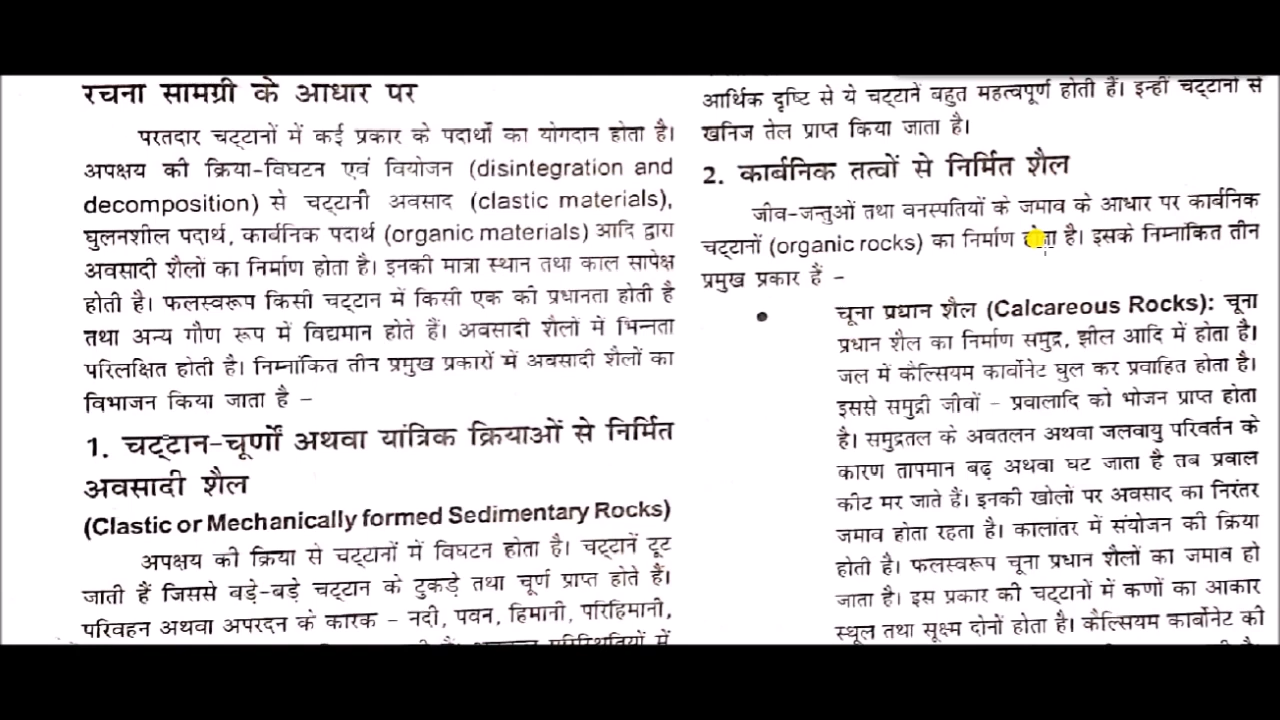 रचना सामग्री के आधार पर
परतदार चट्टानों में कई प्रकार के पदार्थों का योगदान होता है।
अपक्षय की क्रिया-विघटन एवं वियोजन (disintegration and
decomposition) से चट्टानी अवसाद (clastic materials),
घुलनशील पदार्थ, कार्बनिक पदार्थ (organic materials) आदि द्वारा
अवसादी शैलों का निर्माण होता है। इनकी मात्रा स्थान तथा काल सापेक्ष
होती है। फलस्वरूप किसी चट्टान में किसी एक की प्रधानता होती है
तथा अन्य गौण रूप में विद्यमान होते हैं। अवसादी शैलों में भिन्नता
परिलक्षित होती है। निम्नांकित तीन प्रमुख प्रकारों में अवसादी शैलों का
विभाजन किया जाता है –
1. चट्टान-चूर्णों अथवा यांत्रिक क्रियाओं से निर्मित
अवसादी शैल
(Clastic or Mechanically formed Sedimentary Rocks)
अपक्षय की क्रिया से चट्टानों में विघटन होता है। चट्टानें टूट
जाती हैं जिससे बड़े-बड़े चट्टान के टुकड़े तथा चूर्ण प्राप्त होते हैं।
परिवहन अथवा अपरदन के कारक – नदी, पवन, हिमानी, परिहिमानी,
आर्थिक दृष्टि से ये चट्टानें बहुत महत्वपूर्ण होती हैं। इन्हीं चट्टानों से
खनिज तेल प्राप्त किया जाता है।
2. कार्बनिक तत्वों से निर्मित शैल
जीव-जन्तुओं तथा वनस्पतियों के जमाव के आधार पर कार्बनिक
चट्टानों (organic rocks) का निर्माण होता है। इसके निम्नांकित तीन
प्रमुख प्रकार हैं –
• चूना प्रधान शैल (Calcareous Rocks): चूना
प्रधान शैल का निर्माण समुद्र, झील आदि में होता है।
जल में कैल्सियम कार्बोनेट घुल कर प्रवाहित होता है।
इससे समुद्री जीवों – प्रवालादि को भोजन प्राप्त होता
है। समुद्रतल के अवतलन अथवा जलवायु परिवर्तन के
कारण तापमान बढ़ अथवा घट जाता है तब प्रवाल
कीट मर जाते हैं। इनकी खोलों पर अवसाद का निरंतर
जमाव होता रहता है। कालांतर में संयोजन की क्रिया
होती है। फलस्वरूप चूना प्रधान शैलों का जमाव हो
जाता है। इस प्रकार की चट्टानों में कणों का आकार
स्थूल तथा सूक्ष्म दोनों होता है। कैल्सियम कार्बोनेट की